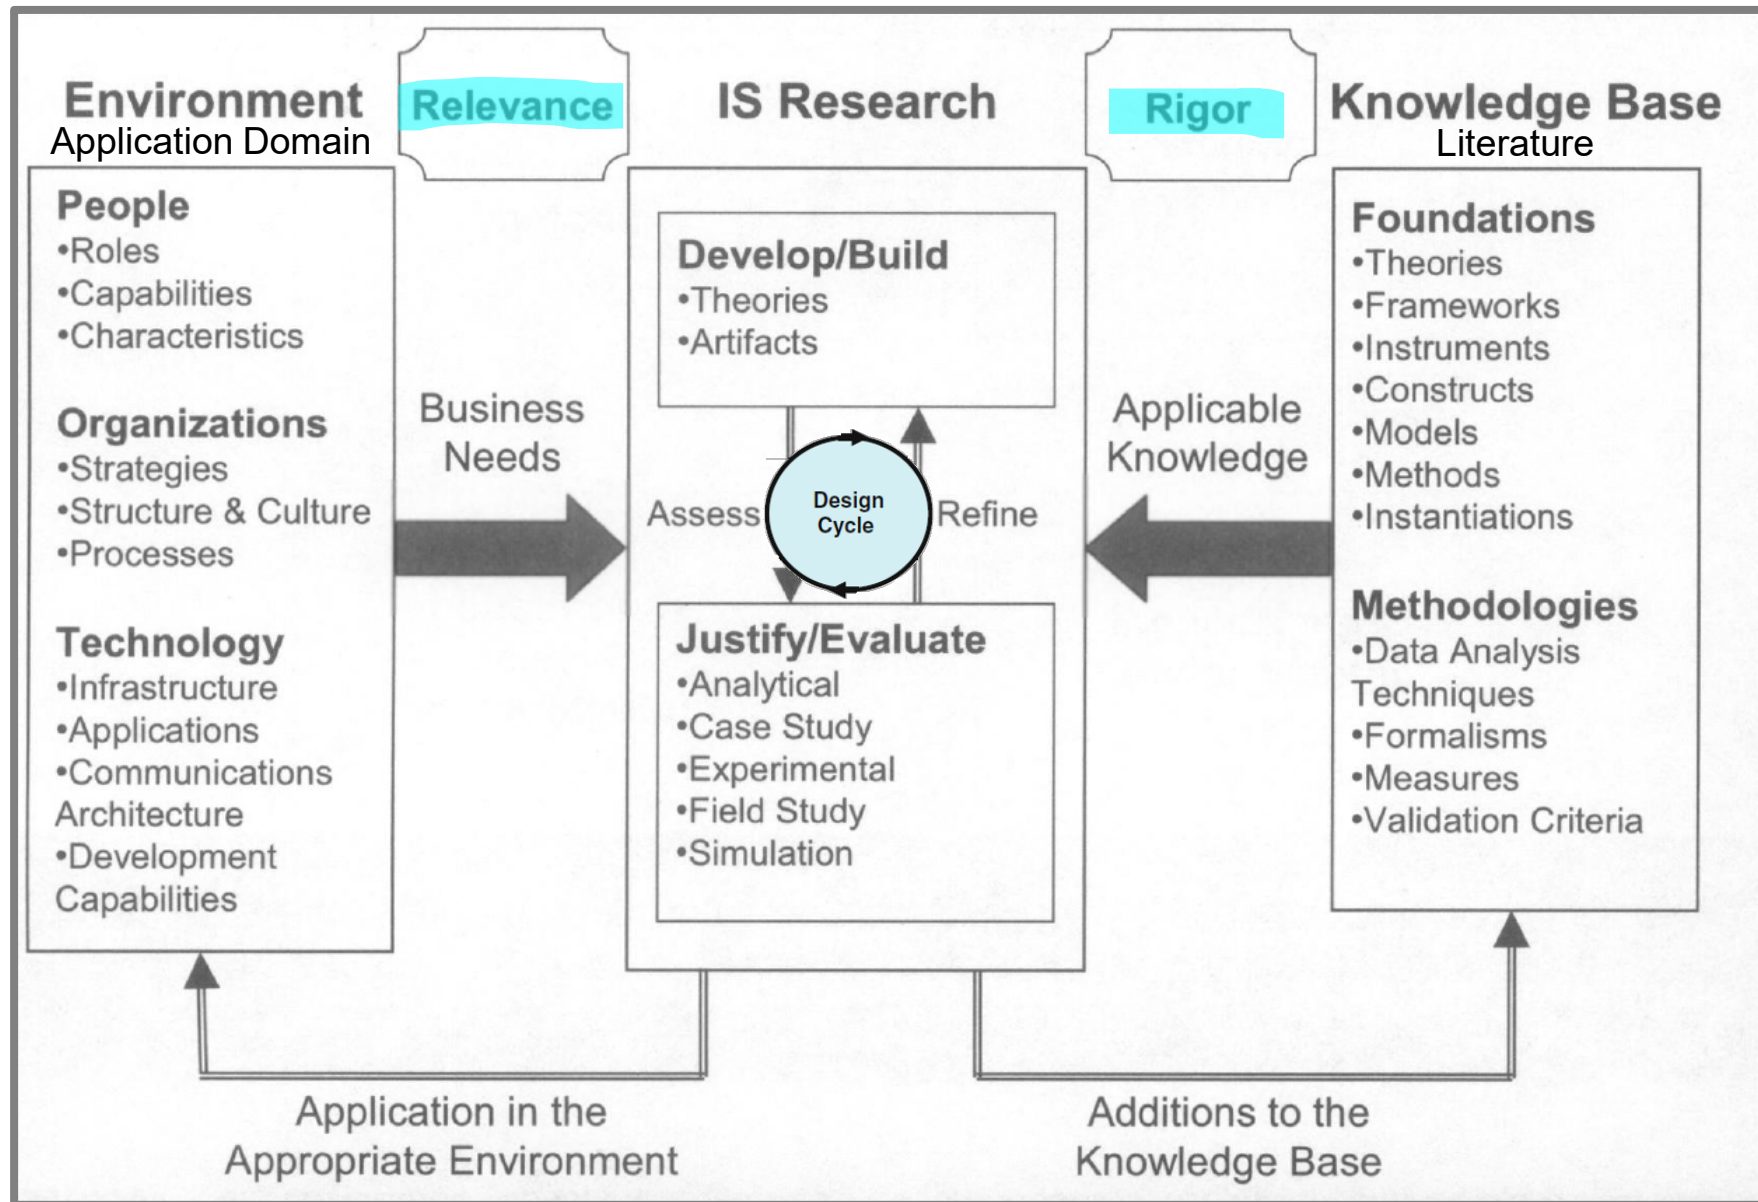 Environment
Application Domain
People
•Roles
•Capabilities
•Characteristics
Organizations
•Strategies
•Structure & Culture
•Processes
Technology
•Infrastructure
•Applications
•Communications
Architecture
•Development
Capabilities
Relevance
Business
Needs
IS Research
Develop/Build
•Theories
•Artifacts
Assess
Design
Cycle
Refine
Justify/Evaluate
•Analytical
•Case Study
•Experimental
•Field Study
•Simulation
Rigor
Applicable
Knowledge
Knowledge Base
Literature
Foundations
•Theories
•Frameworks
•Instruments
•Constructs
•Models
•Methods
•Instantiations
Methodologies
•Data Analysis
Techniques
•Formalisms
•Measures
•Validation Criteria
Application in the
Appropriate Environment
Additions to the
Knowledge Base